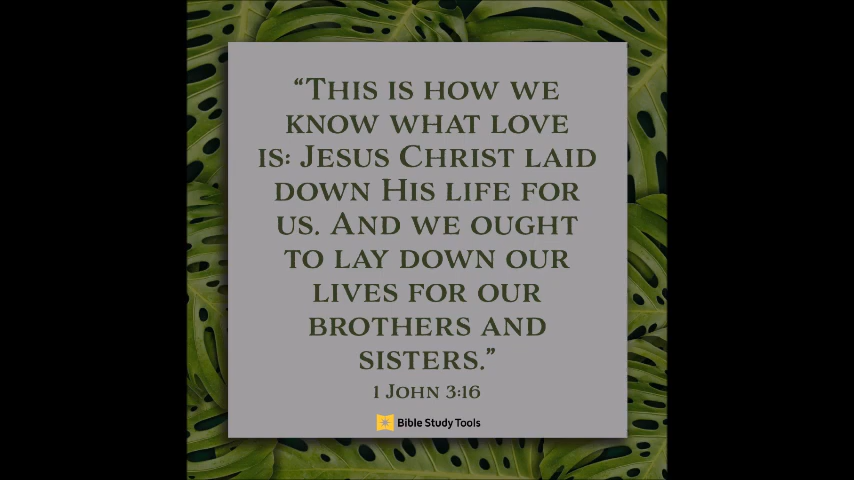 “This is how we
know what love
is: Jesus Christ laid
down His life for
us. And we ought
to lay down our
lives for our
brothers and
sisters.”
1 John 3:16
Bible Study Tools